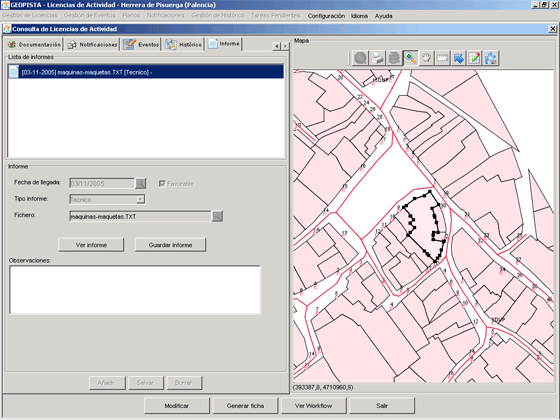 GEOPISTA - Licencias de Actividad - Herrera de Pisuerga (Palencia)
Gestión de Licencias Gestión de Eventos Planos Gestión de Histórico Tareas Pendientes Configuración Idioma Ayuda
Consulta de Licencias de Actividad
Documentación Notificaciones Eventos Histórico Informe
Lista de informes
[03-11-2005] maquinas-maquetas.TXT [Tecnico] -
Informe
Fecha de llegada: 03/11/2005 Favorable
Tipo informe: Tecnico
Fichero: maquinas-maquetas.TXT
Ver informe Guardar informe
Observaciones:
Añadir Salvar Borrar
Mapa
(393387,8, 4710960,8)
Modificar Generar ficha Ver Workflow Salir